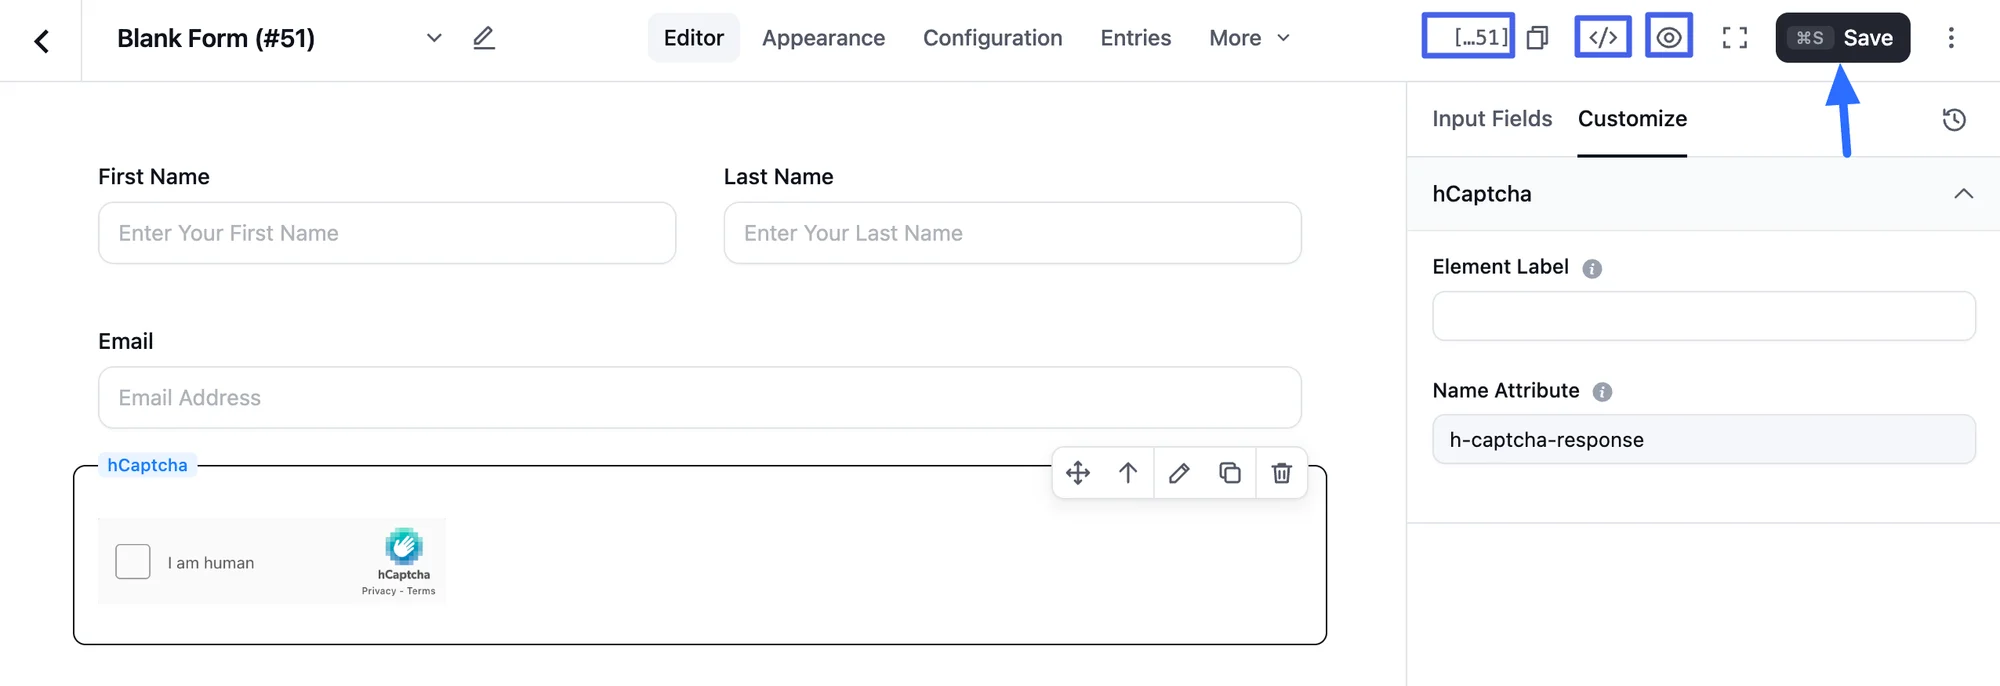 Blank Form (#51)
Editor Appearance Configuration Entries More
[...51] </> ⌘S Save
Input Fields Customize
hCaptcha
Element Label
Name Attribute
h-captcha-response
First Name Last Name
Enter Your First Name Enter Your Last Name
Email
Email Address
hCaptcha
I am human
hCaptcha
Privacy - Terms